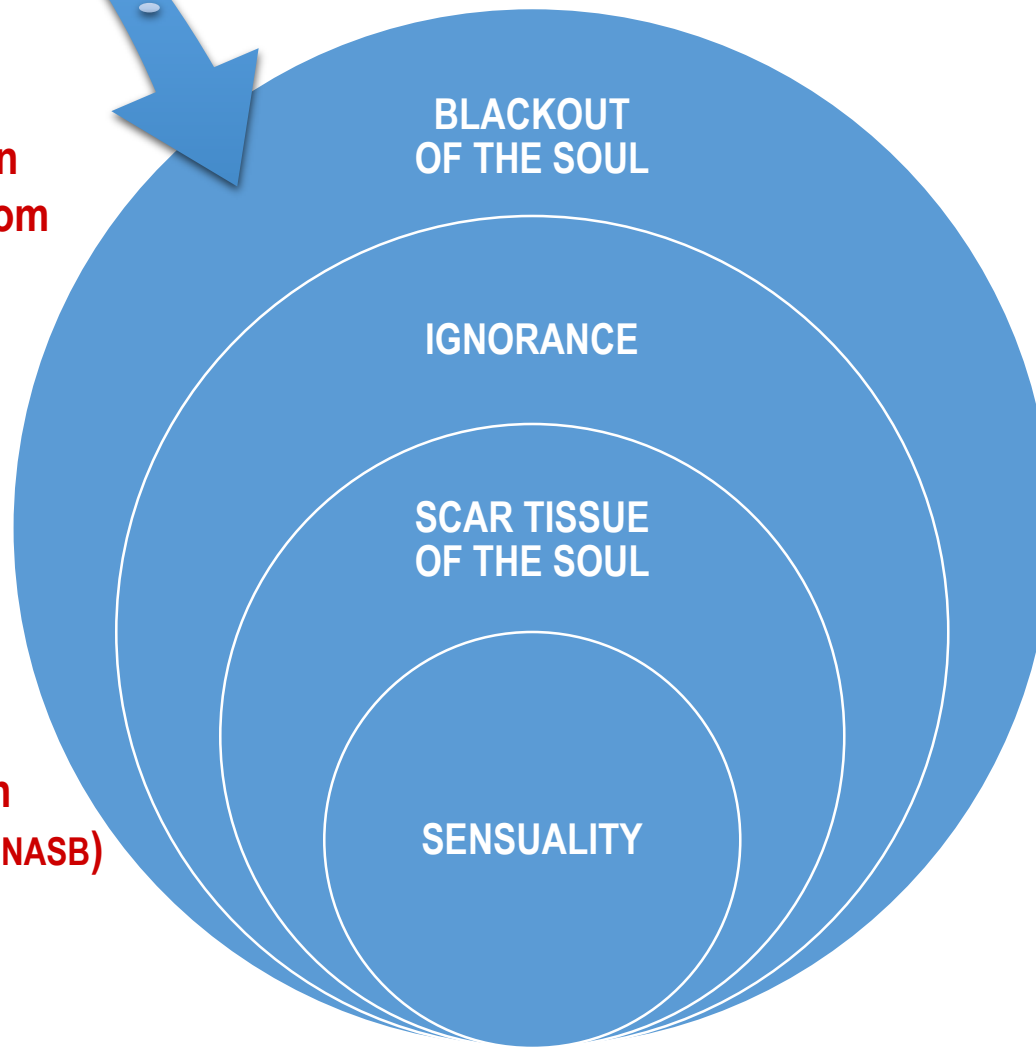 BLACKOUT
OF THE SOUL
IGNORANCE
SCAR TISSUE
OF THE SOUL
SENSUALITY
NASB)